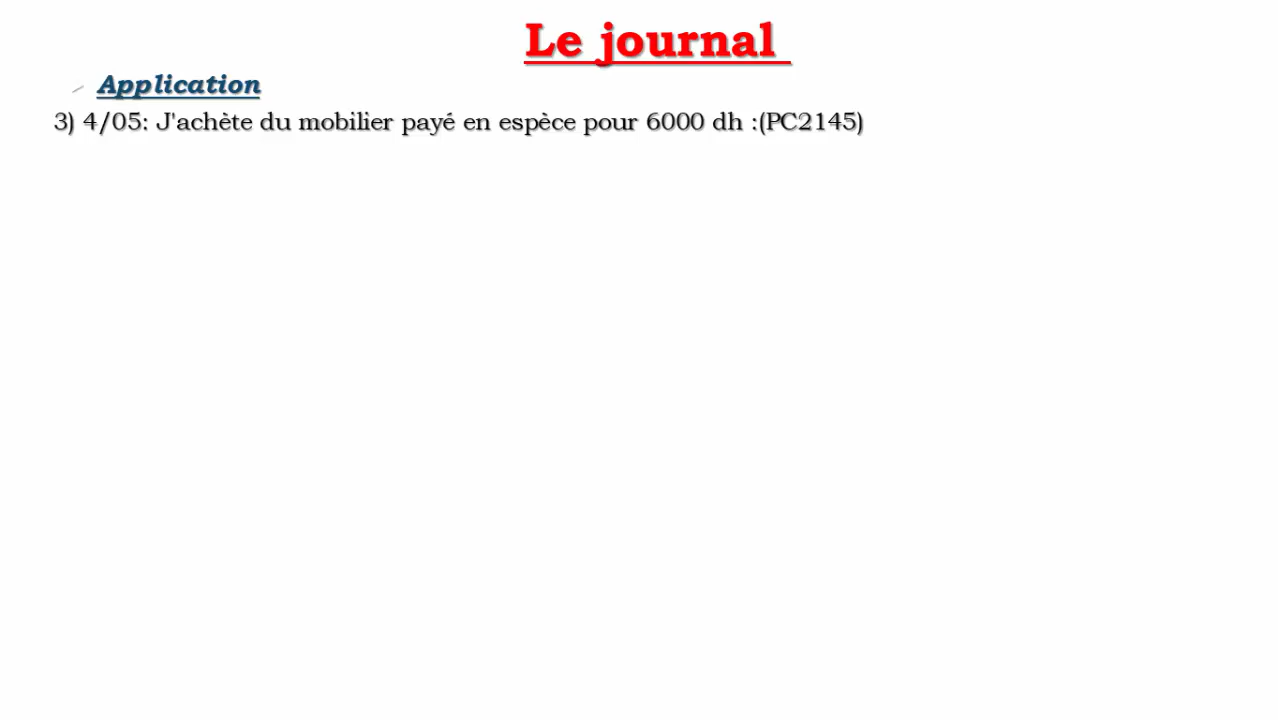 Le journal
Application
3) 4/05: J'achète du mobilier payé en espèce pour 6000 dh :(PC2145)